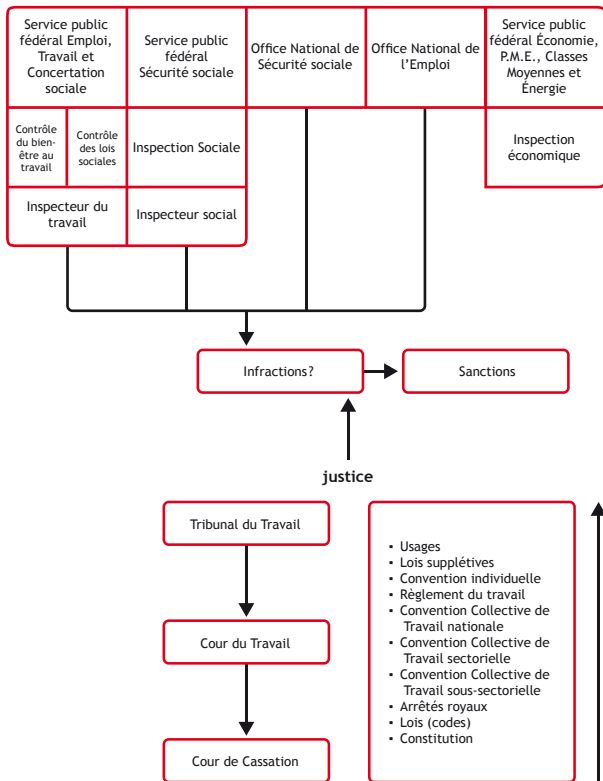 Service public
fédéral Emploi,
Travail et
Concertation
sociale
Service public
fédéral
Sécurité sociale
Office National de
Sécurité sociale
Office National de
l’Emploi
Service public
fédéral Économie,
P.M.E., Classes
Moyennes et
Énergie
Contrôle
du bien-
être au
travail
Contrôle
des lois
sociales
Inspection Sociale
Inspection
économique
Inspecteur du
travail
Inspecteur social
Infractions?
Sanctions
justice
Tribunal du Travail
Cour du Travail
Cour de Cassation
▪ Usages
▪ Lois supplétives
▪ Convention individuelle
▪ Règlement du travail
▪ Convention Collective de
Travail nationale
▪ Convention Collective de
Travail sectorielle
▪ Convention Collective de
Travail sous-sectorielle
▪ Arrêtés royaux
▪ Lois (codes)
▪ Constitution